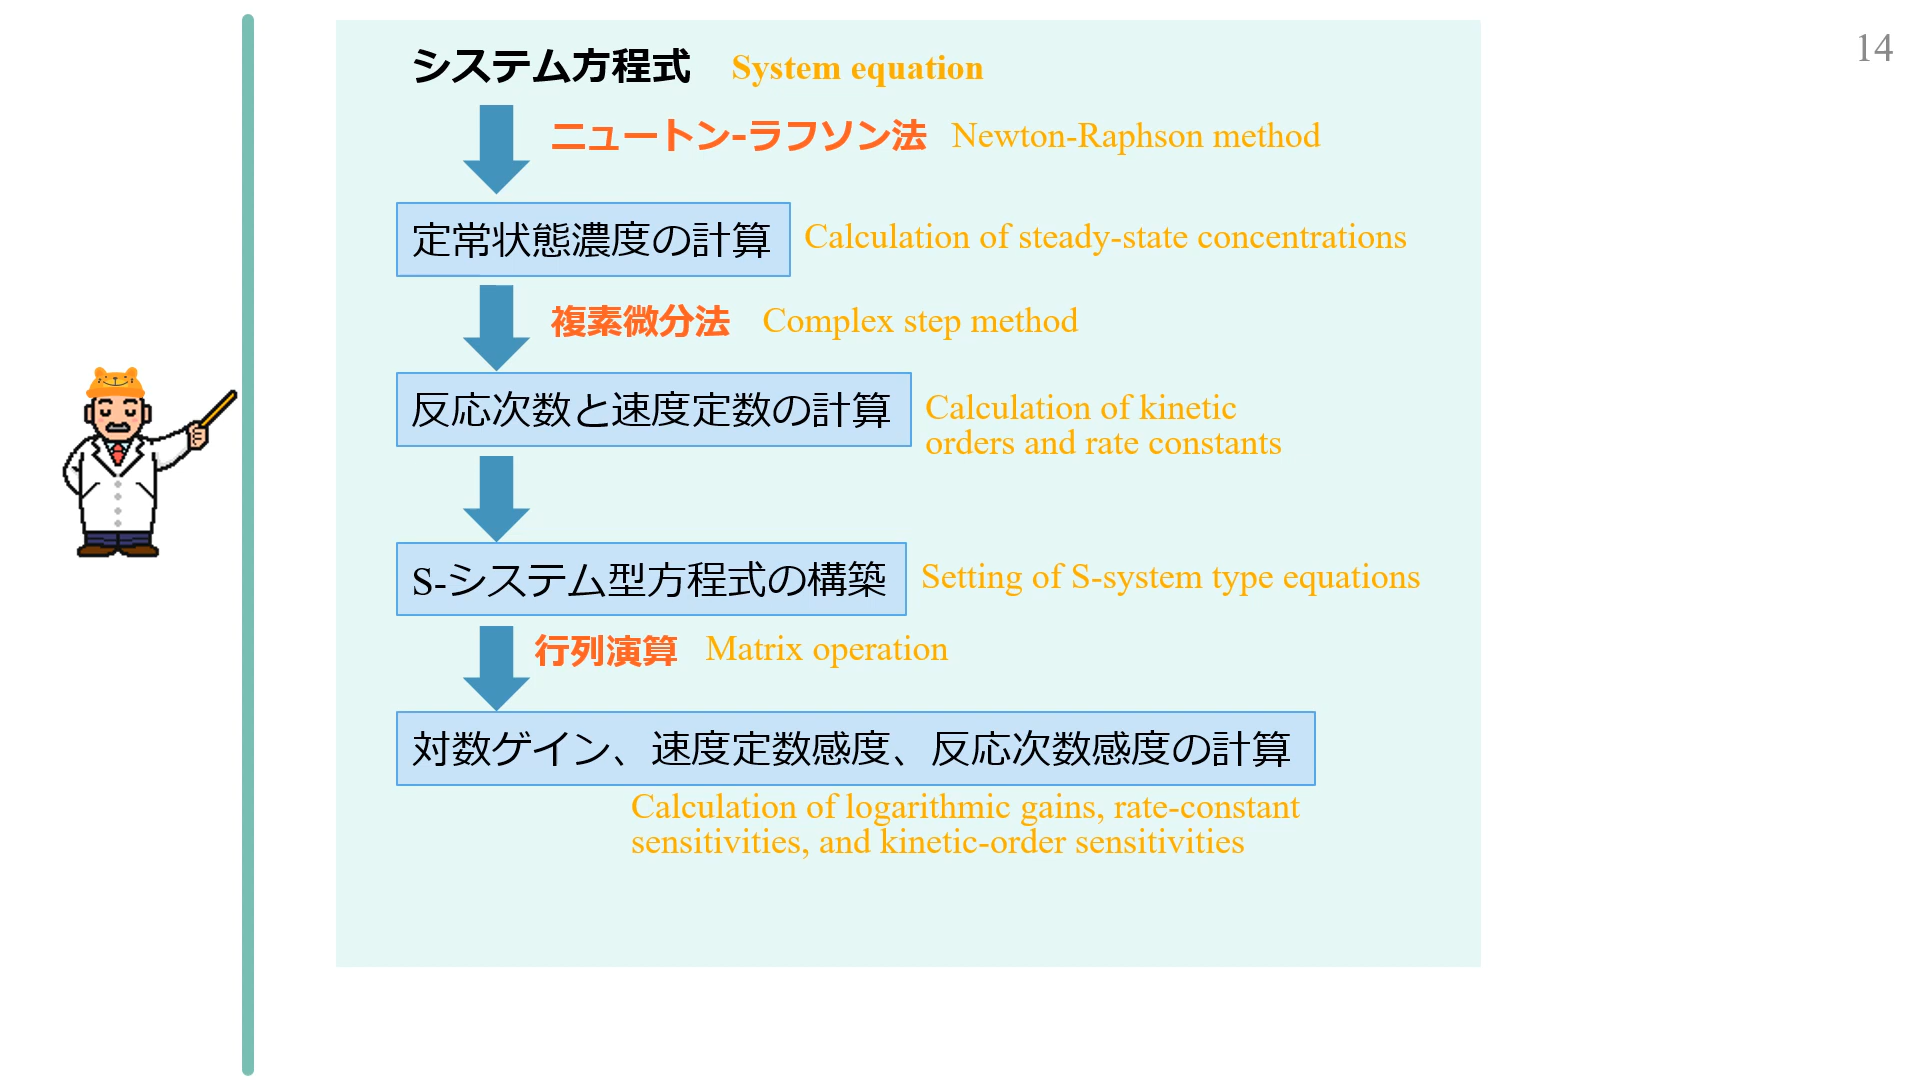 14
システム方程式 System equation
ニュートン-ラフソン法 Newton-Raphson method
定常状態濃度の計算 Calculation of steady-state concentrations
複素微分法 Complex step method
反応次数と速度定数の計算 Calculation of kinetic
orders and rate constants
S-システム型方程式の構築 Setting of S-system type equations
行列演算 Matrix operation
対数ゲイン、速度定数感度、反応次数感度の計算
Calculation of logarithmic gains, rate-constant
sensitivities, and kinetic-order sensitivities